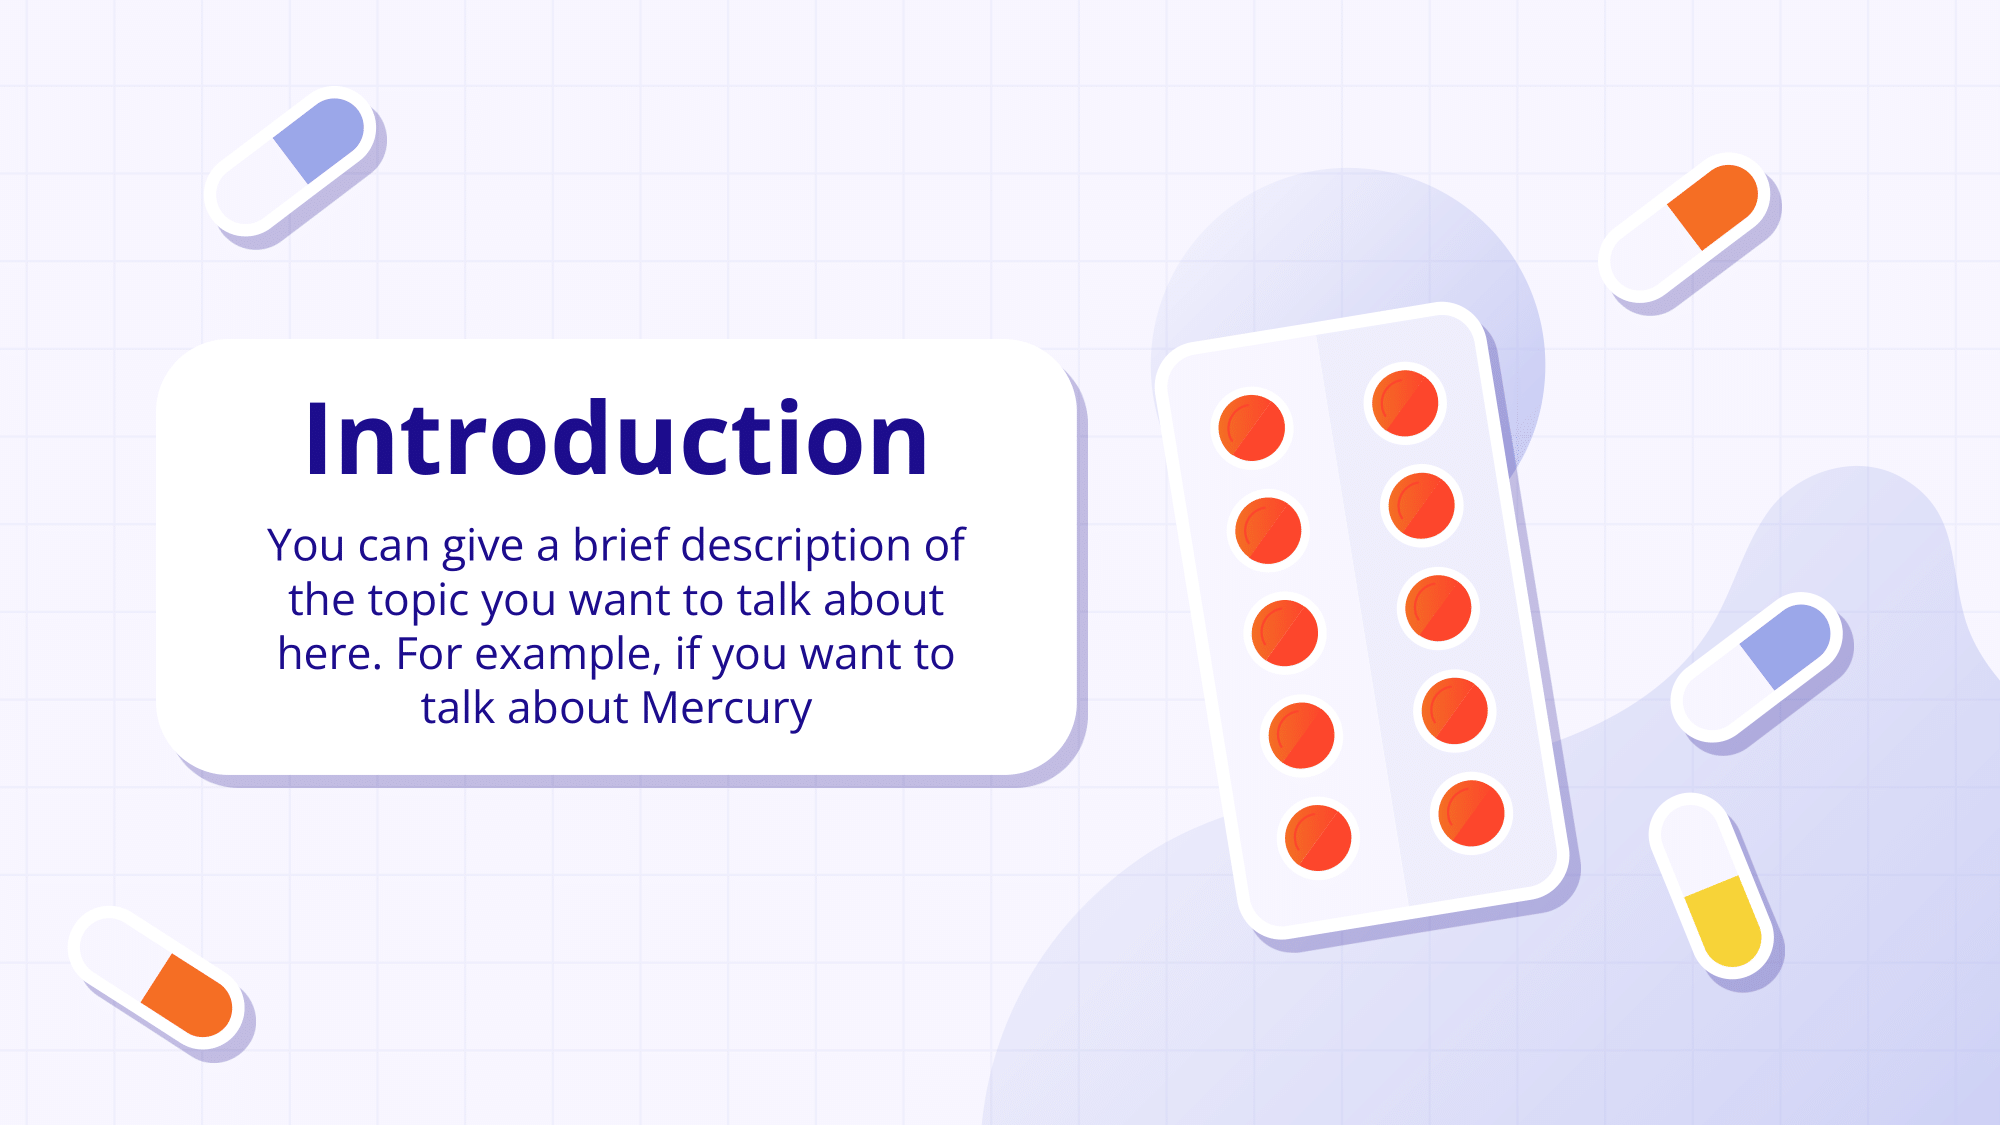 Introduction
You can give a brief description of
the topic you want to talk about
here. For example, if you want to
talk about Mercury